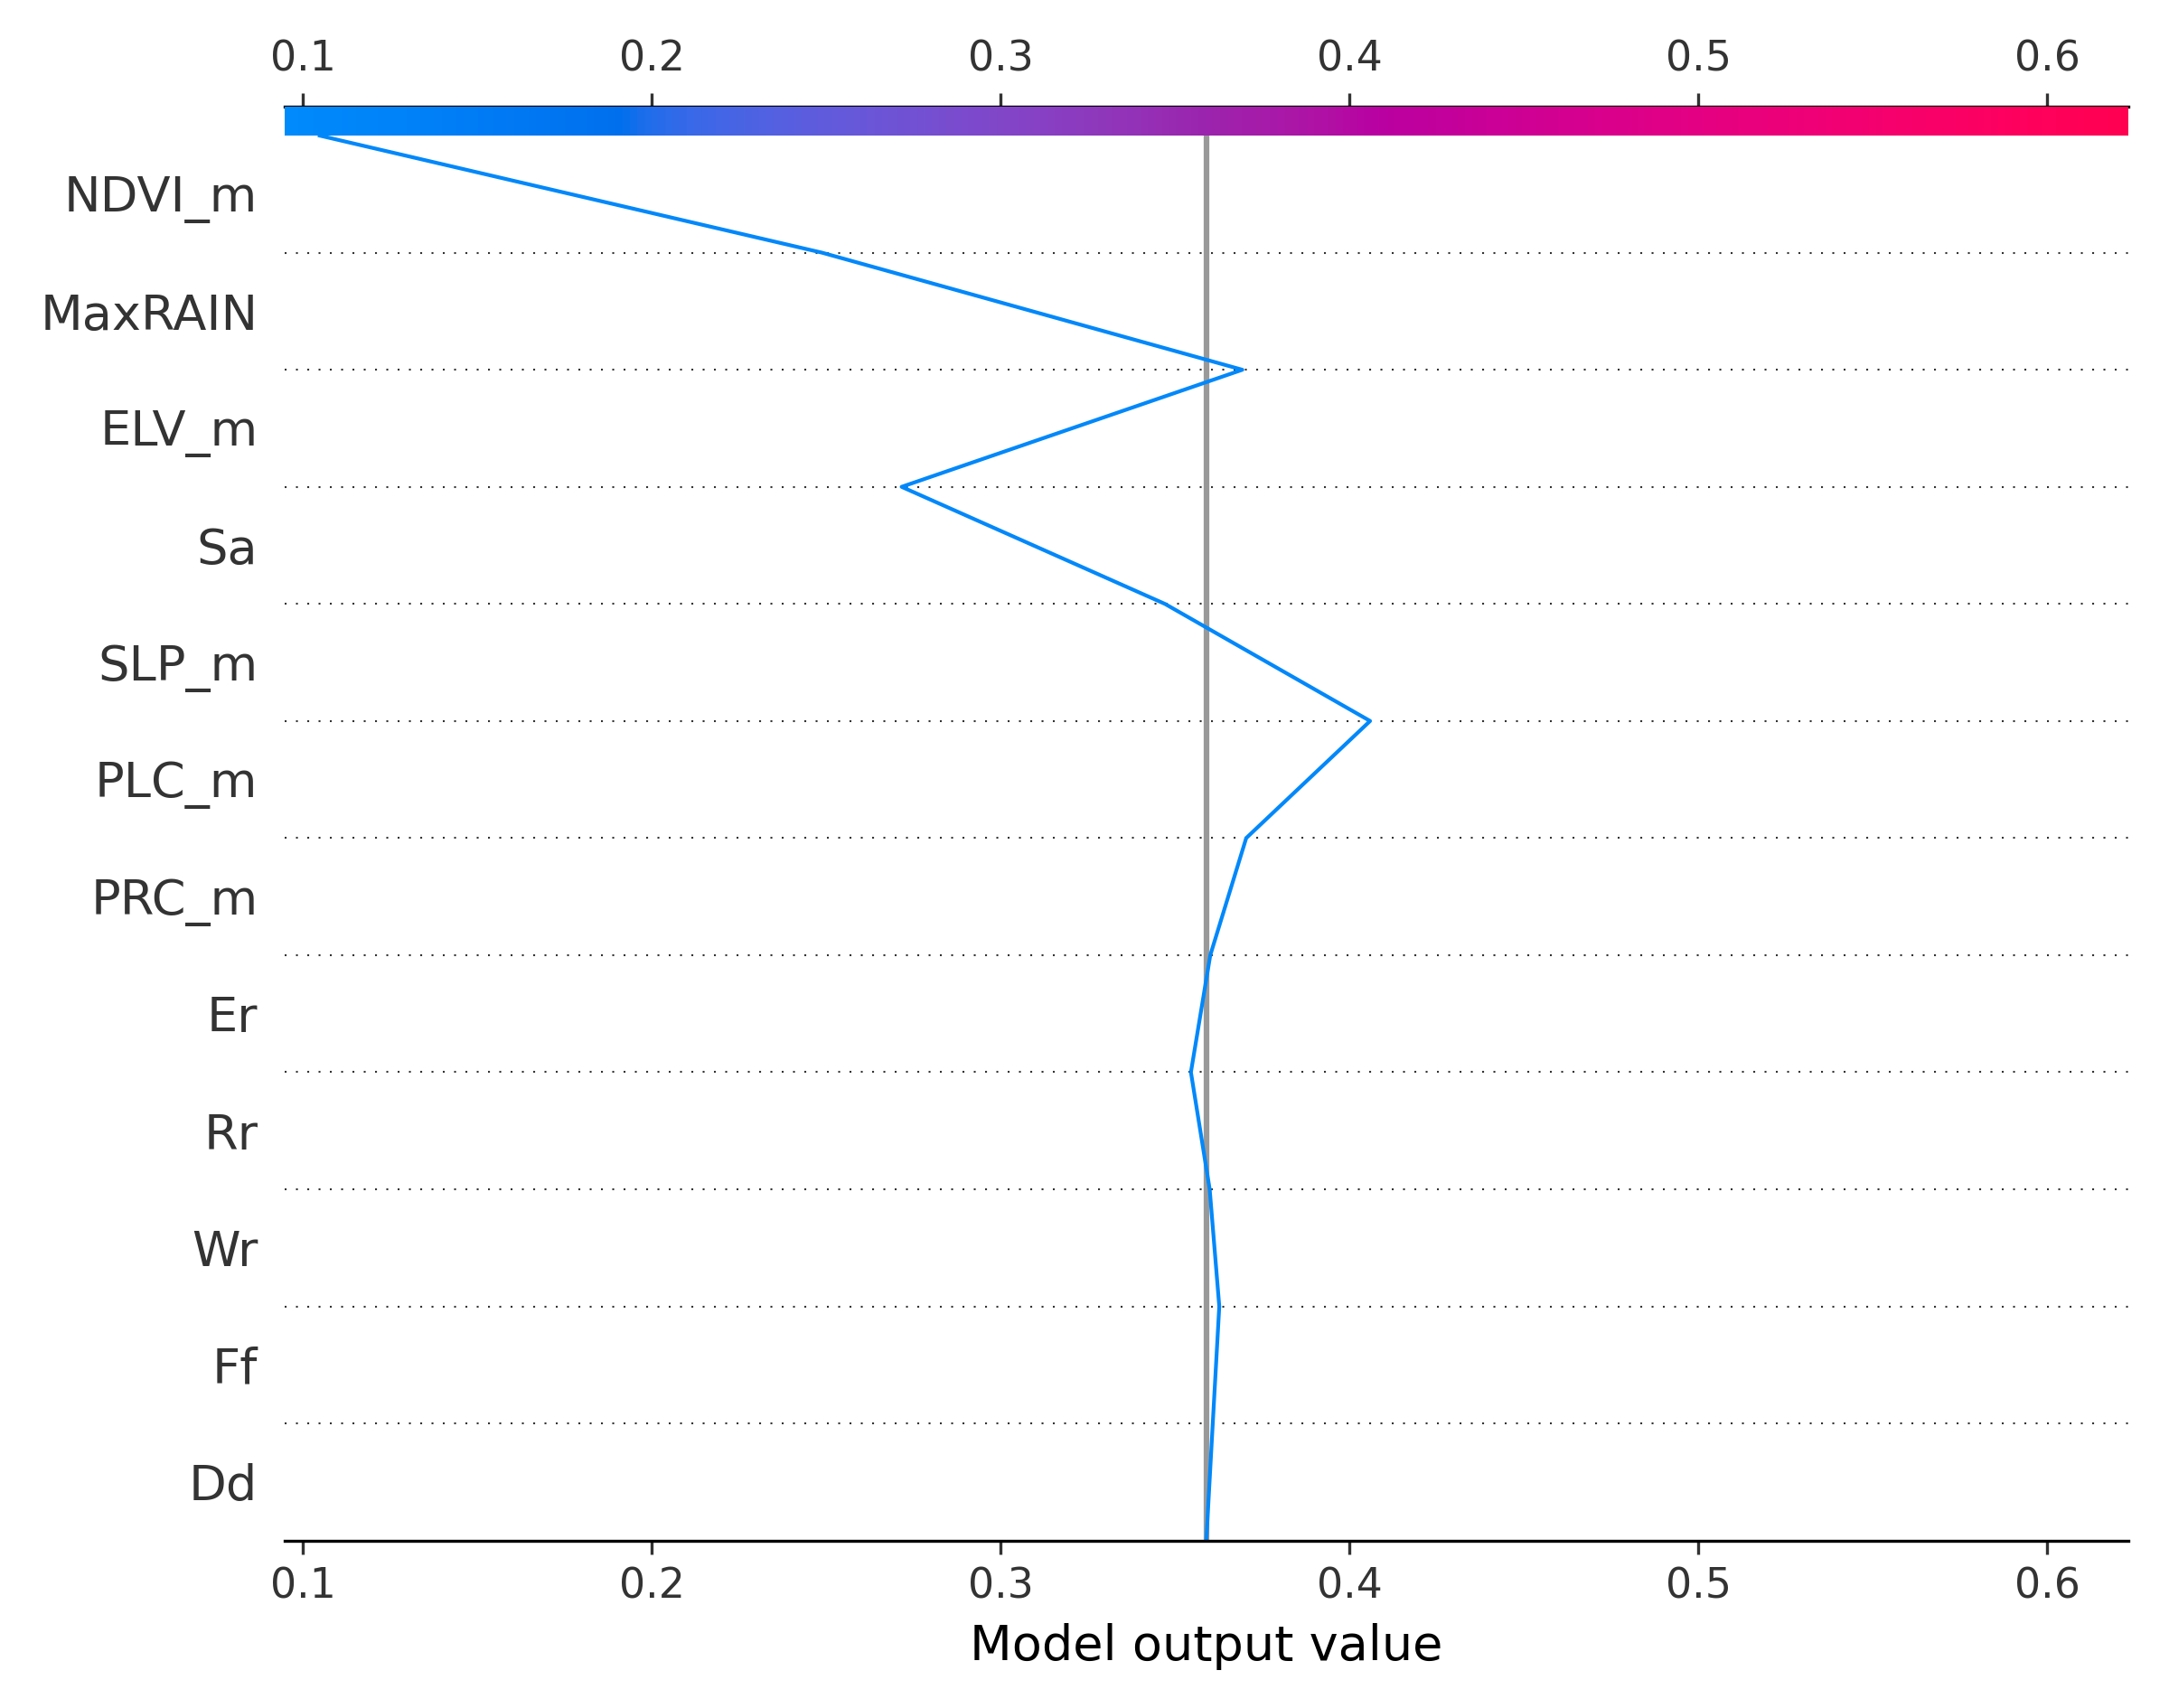 0.1 0.2 0.3 0.4 0.5 0.6
NDVI_m
MaxRAIN
ELV_m
Sa
SLP_m
PLC_m
PRC_m
Er
Rr
Wr
Ff
Dd
0.1 0.2 0.3 0.4 0.5 0.6
Model output value